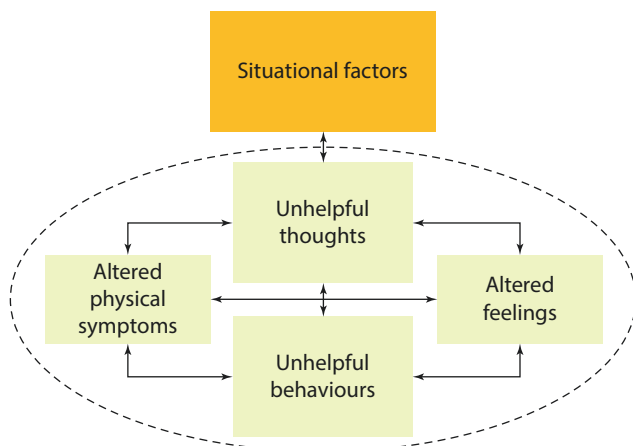 Situational factors
Unhelpful
thoughts
Altered
physical
symptoms
Altered
feelings
Unhelpful
behaviours